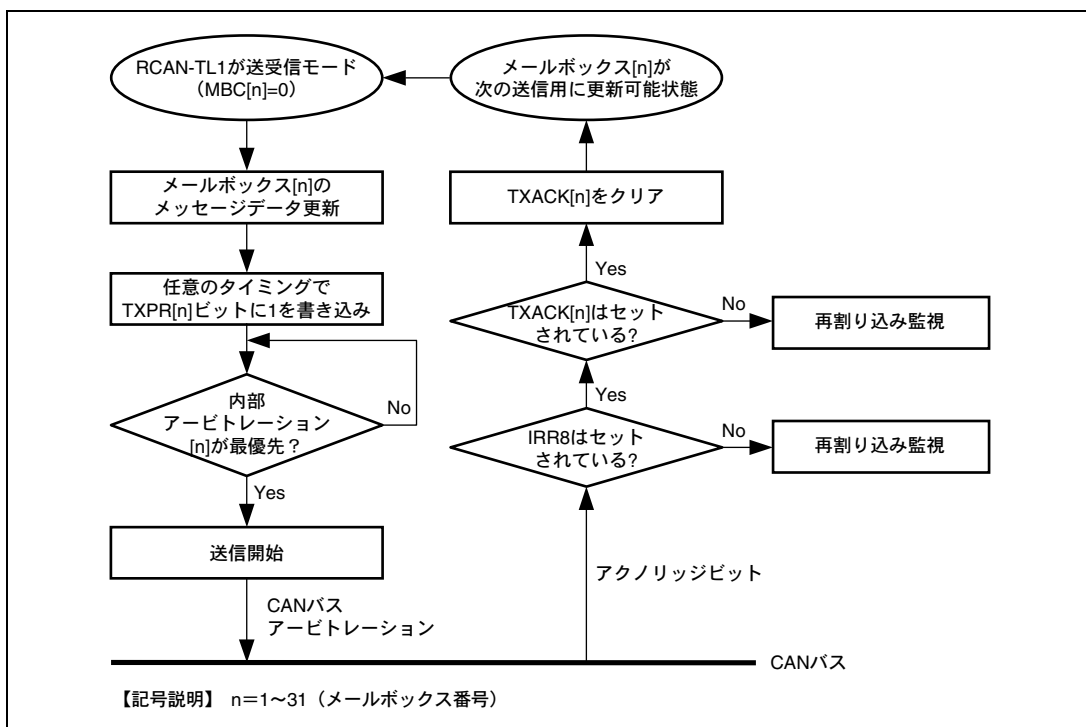 RCAN-TL1が送受信モード
（MBC[n]=0）
メールボックス[n]の
メッセージデータ更新
任意のタイミングで
TXPR[n]ビットに1を書き込み
内部
アービトレーション
[n]が最優先？
No
Yes
送信開始
CANバス
アービトレーション
メールボックス[n]が
次の送信用に更新可能状態
TXACK[n]をクリア
Yes
TXACK[n]はセット
されている?
No
再割り込み監視
Yes
IRR8はセット
されている?
No
再割り込み監視
アクノリッジビット
CANバス
【記号説明】 n＝1〜31（メールボックス番号）